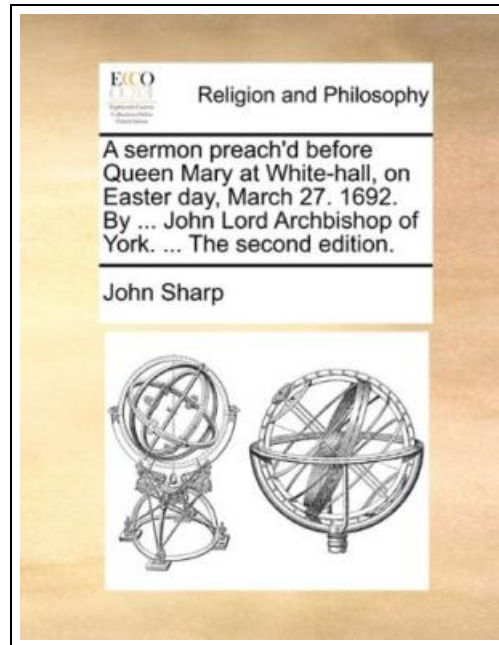 ECCO
Religion and Philosophy
A sermon preach'd before
Queen Mary at White-hall, on
Easter day, March 27. 1692.
By ... John Lord Archbishop of
York. ... The second edition.
John Sharp